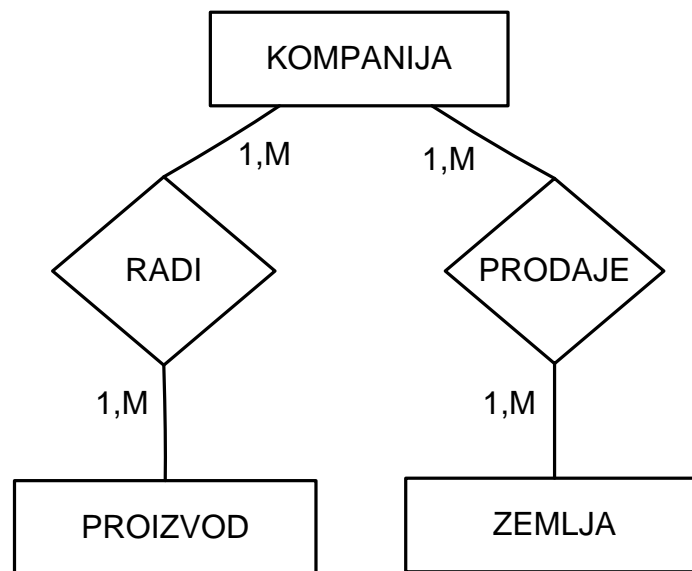 KOMPANIJA
1,M
1,M
RADI
PRODAJE
1,M
1,M
PROIZVOD
ZEMLJA